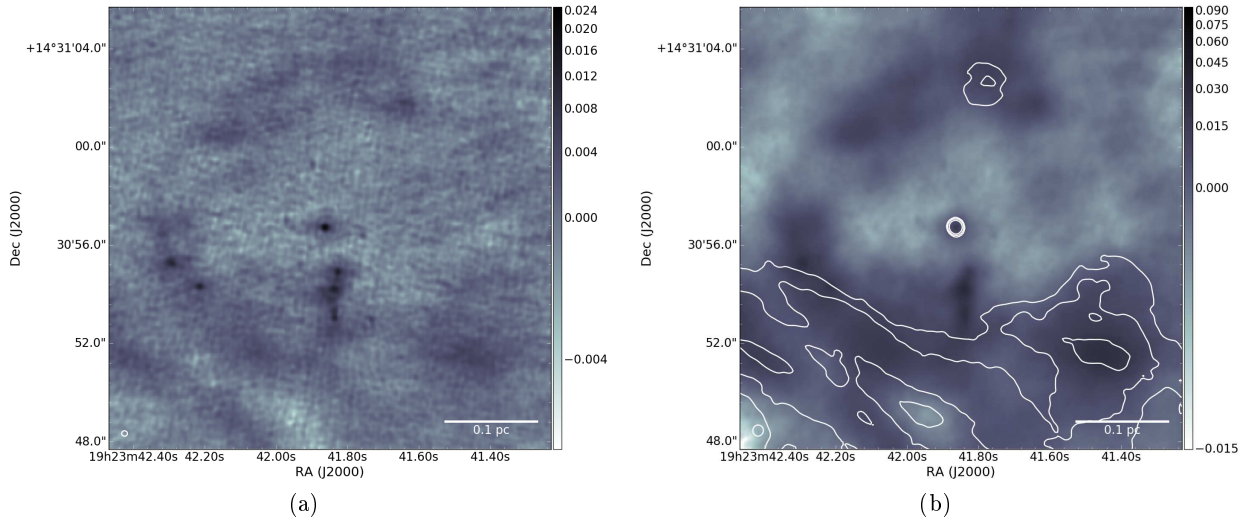 0.024
0.020
0.016
0.012
0.008
0.004
0.000
−0.004
+14°31'04.0"
00.0"
30'56.0"
52.0"
48.0"
Dec (J2000)
0.1 pc
19h23m42.40s 42.20s 42.00s 41.80s 41.60s 41.40s
RA (J2000)
(a)
0.090
0.075
0.060
0.045
0.030
0.015
0.000
−0.015
+14°31'04.0"
00.0"
30'56.0"
52.0"
48.0"
Dec (J2000)
0.1 pc
19h23m42.40s 42.20s 42.00s 41.80s 41.60s 41.40s
RA (J2000)
(b)